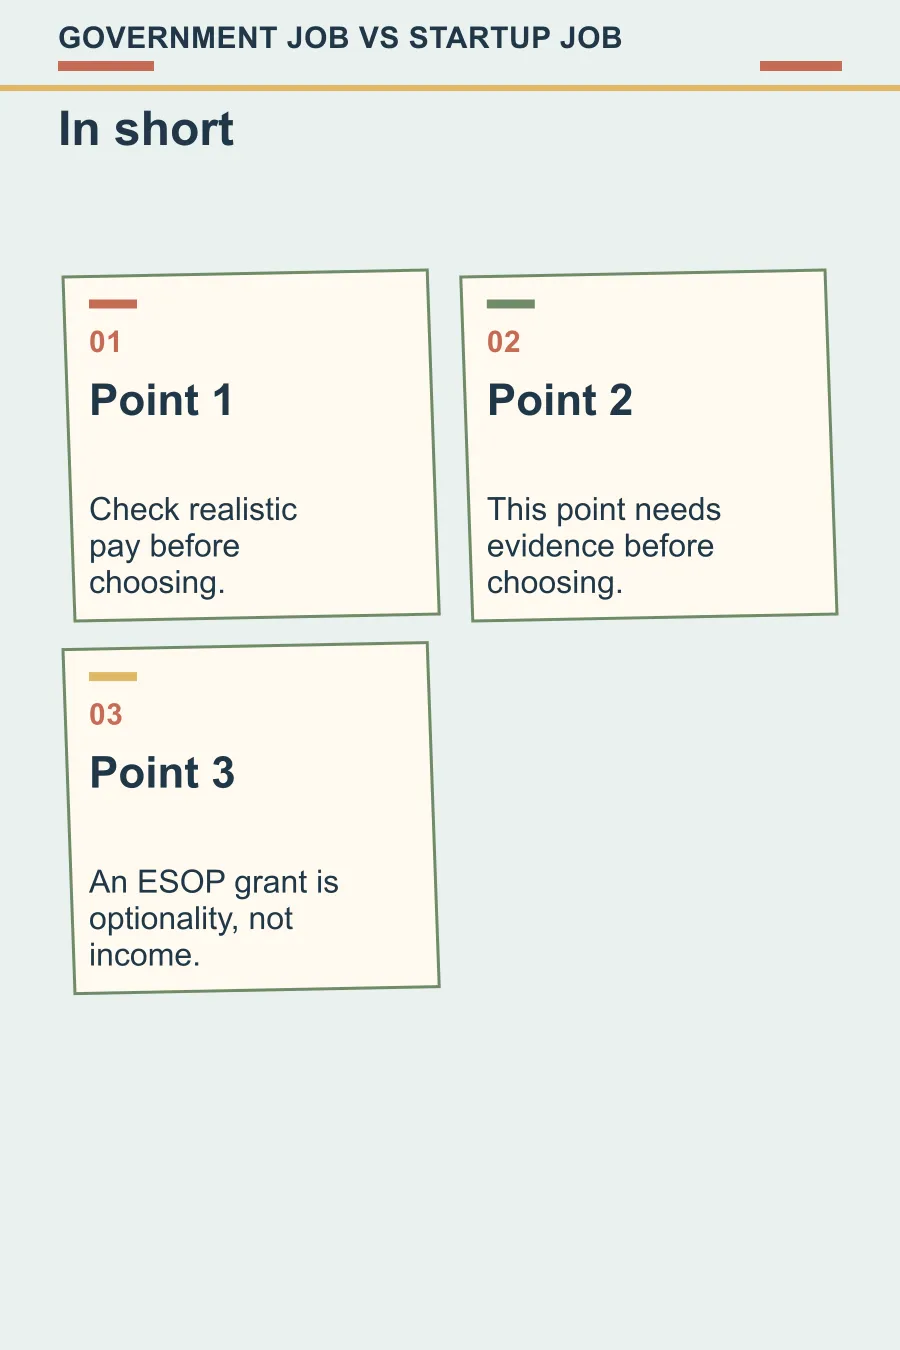 GOVERNMENT JOB VS STARTUP JOB
In short
01
Point 1
Check realistic
pay before
choosing.
02
Point 2
This point needs
evidence before
choosing.
03
Point 3
An ESOP grant is
optionality, not
income.